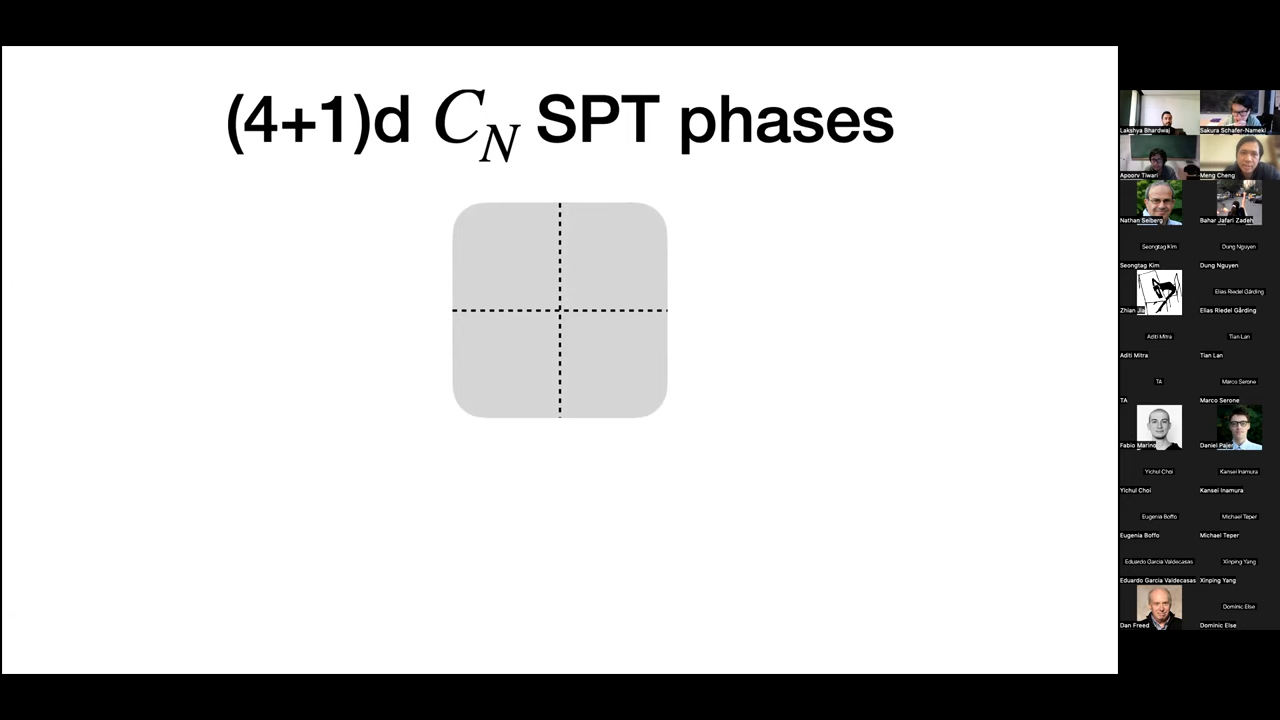 (4+1)d C_N SPT phases
Lakshya Bhardwaj
Sakura Schafer-Nameki
Apoorv Tiwari
Meng Cheng
Nathan Seiberg
Bahar Jafari Zadeh
Seongtag Kim
Dung Nguyen
Seongtag Kim
Dung Nguyen
Elias Riedel Gårding
Zhian Jia
Elias Riedel Gårding
Aditi Mitra
Tian Lan
Aditi Mitra
Tian Lan
TA
Marco Serone
TA
Marco Serone
Fabio Marino
Daniel Pajer
Yichul Choi
Kansei Inamura
Yichul Choi
Kansei Inamura
Eugenia Boffo
Michael Teper
Eugenia Boffo
Michael Teper
Eduardo Garcia Valdecasas
Xinping Yang
Eduardo Garcia Valdecasas
Xinping Yang
Dominic Else
Dan Freed
Dominic Else